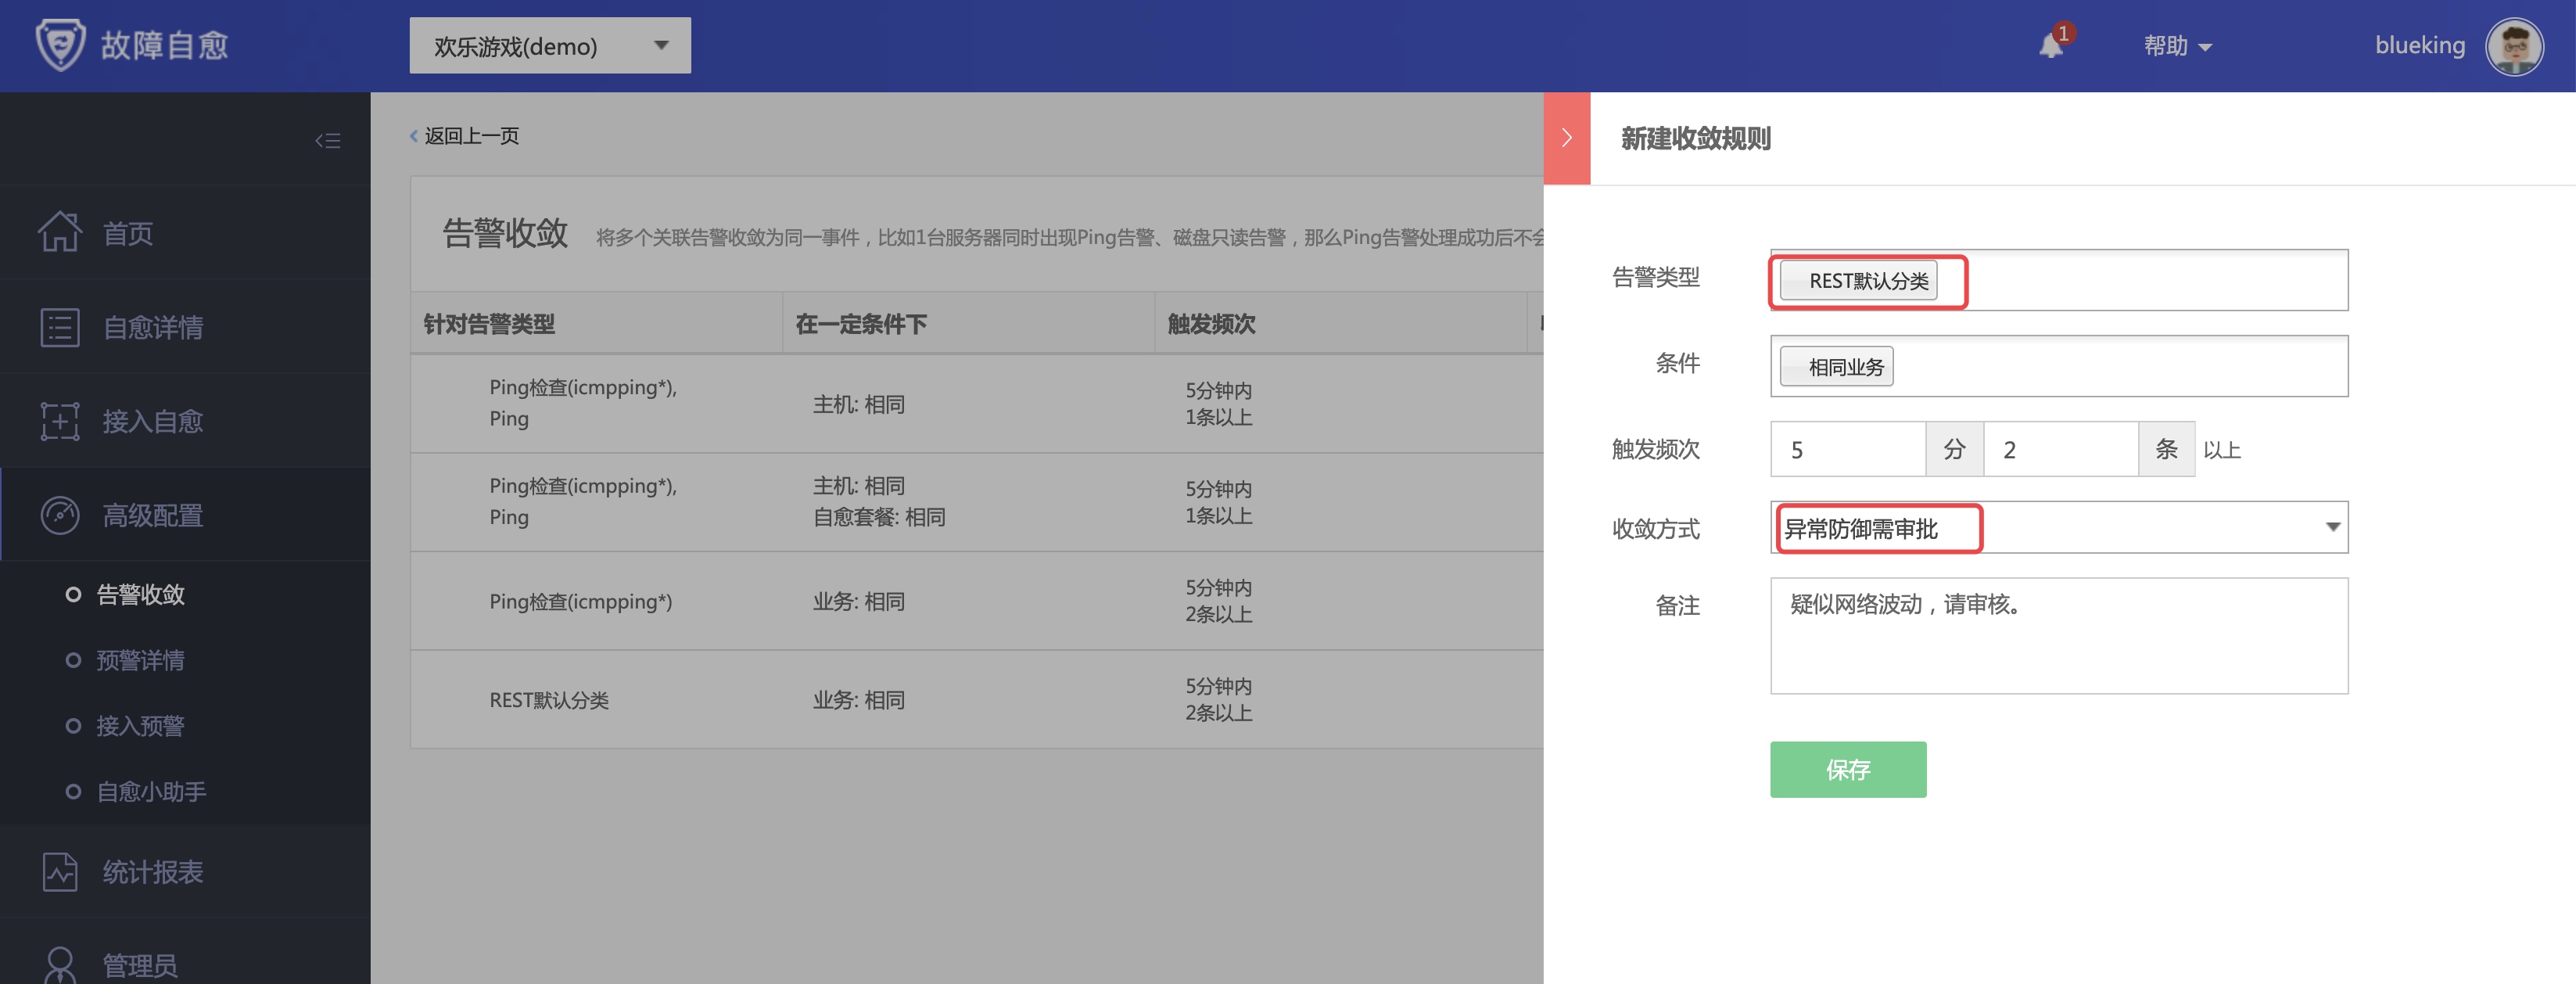 故障自愈
欢乐游戏(demo)
1
帮助
blueking
首页
自愈详情
接入自愈
高级配置
告警收敛
预警详情
接入预警
自愈小助手
统计报表
管理员
返回上一页
告警收敛 将多个关联告警收敛为同一事件，比如1台服务器同时出现Ping告警、磁盘只读告警，那么Ping告警处理成功后不会
针对告警类型 在一定条件下 触发频次
Ping检查(icmpping*),
Ping
主机: 相同
5分钟内
1条以上
Ping检查(icmpping*),
Ping
主机: 相同
自愈套餐: 相同
5分钟内
1条以上
Ping检查(icmpping*)
业务: 相同
5分钟内
2条以上
REST默认分类
业务: 相同
5分钟内
2条以上
新建收敛规则
告警类型 REST默认分类
条件 相同业务
触发频次 5 分 2 条 以上
收敛方式 异常防御需审批
备注 疑似网络波动，请审核。
保存